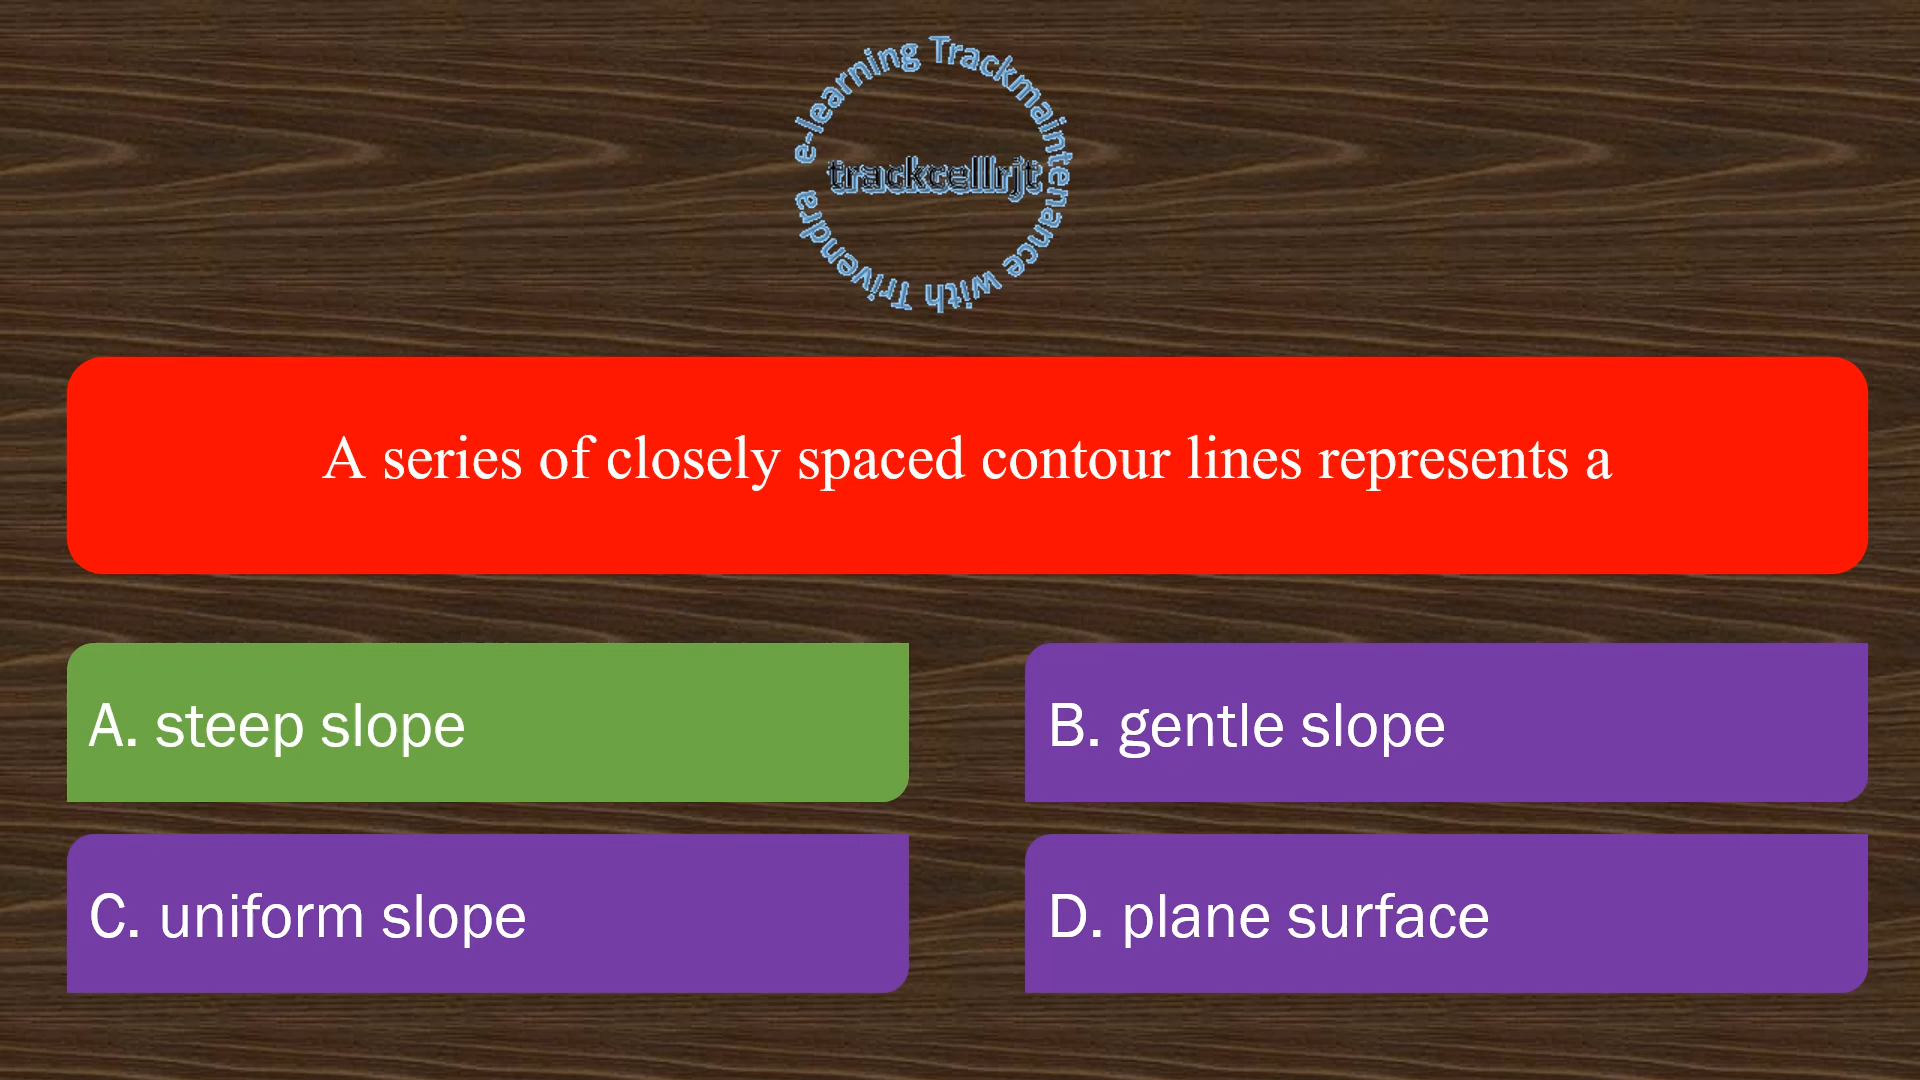 e-learning Trackmaintenance with Trivendra
trackcellrjt
A series of closely spaced contour lines represents a
A. steep slope
B. gentle slope
C. uniform slope
D. plane surface